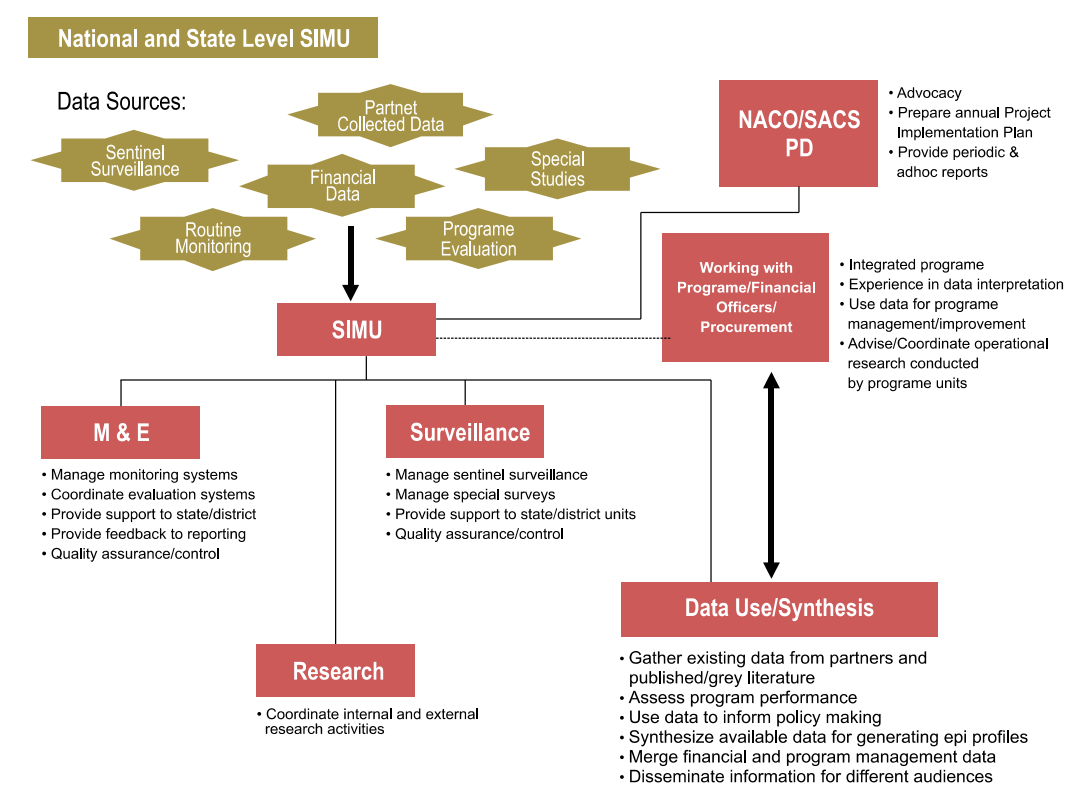 National and State Level SIMU
Data Sources:
Partnet
Collected Data
Sentinel
Surveillance
Financial
Data
Special
Studies
Routine
Monitoring
Programe
Evaluation
NACO/SACS
PD
• Advocacy
• Prepare annual Project
Implementation Plan
• Provide periodic &
adhoc reports
Working with
Programe/Financial
Officers/
Procurement
• Integrated programe
• Experience in data interpretation
• Use data for programe
management/improvement
• Advise/Coordinate operational
research conducted
by programe units
SIMU
M & E
• Manage monitoring systems
• Coordinate evaluation systems
• Provide support to state/district
• Provide feedback to reporting
• Quality assurance/control
Surveillance
• Manage sentinel surveillance
• Manage special surveys
• Provide support to state/district units
• Quality assurance/control
Research
• Coordinate internal and external
research activities
Data Use/Synthesis
• Gather existing data from partners and
published/grey literature
• Assess program performance
• Use data to inform policy making
• Synthesize available data for generating epi profiles
• Merge financial and program management data
• Disseminate information for different audiences